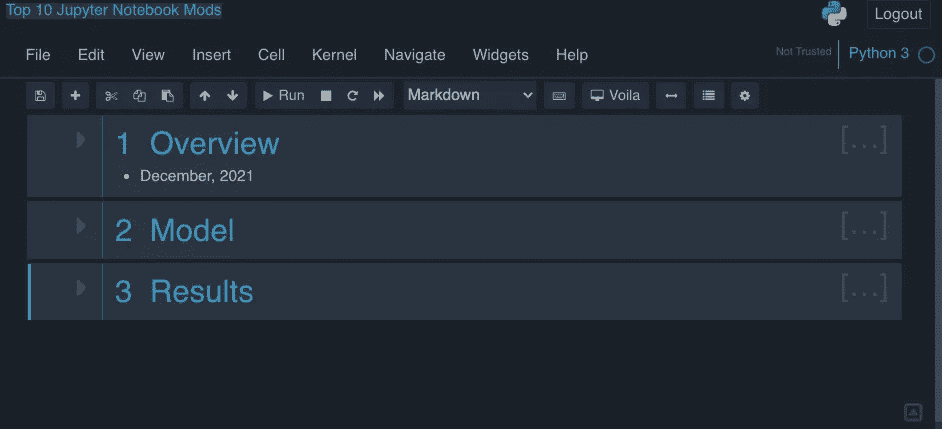 Top 10 Jupyter Notebook Mods
Logout
File Edit View Insert Cell Kernel Navigate Widgets Help
Not Trusted Python 3
Run Markdown Voila
1 Overview [...]
• December, 2021
2 Model [...]
3 Results [...]